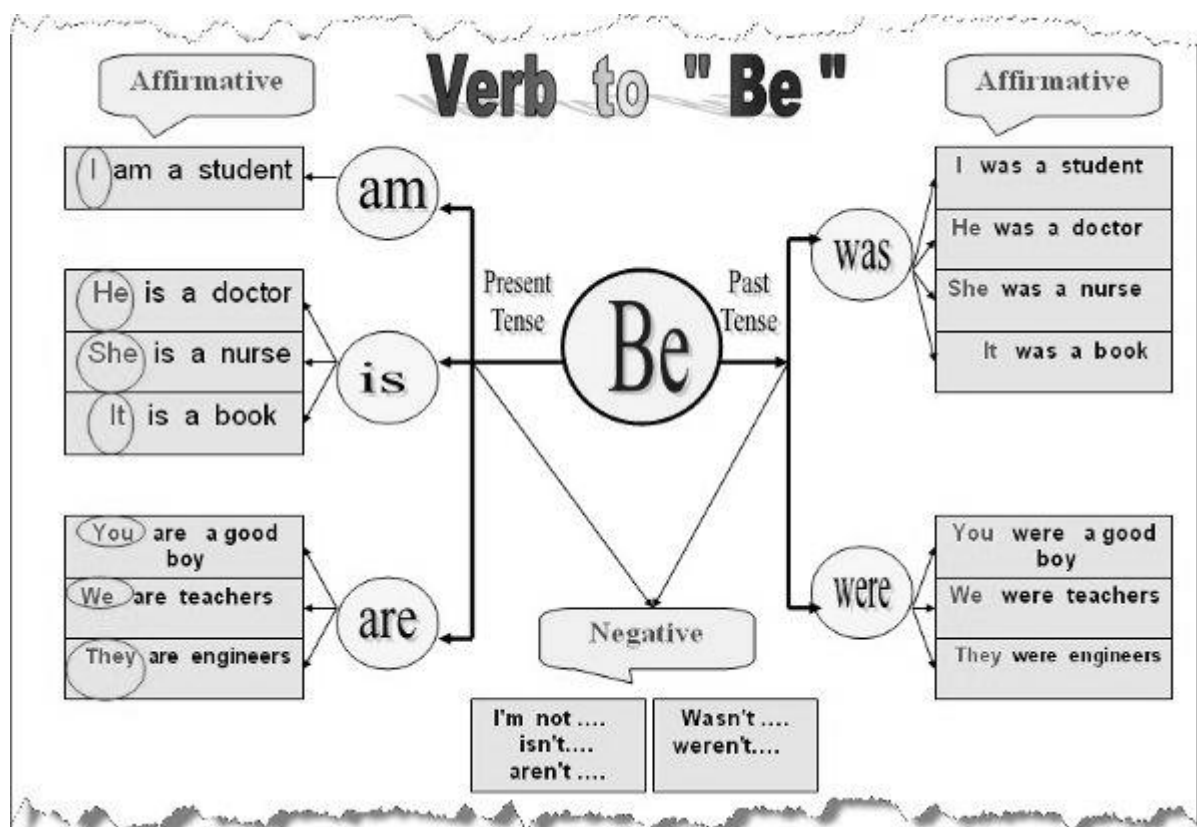 Verb to " Be "
Affirmative
I am a student
am
He is a doctor
She is a nurse
It is a book
is
You are a good
boy
We are teachers
They are engineers
are
Present
Tense
Be
Past
Tense
Affirmative
was
I was a student
He was a doctor
She was a nurse
It was a book
were
You were a good
boy
We were teachers
They were engineers
Negative
I'm not ....
isn't....
aren't ....
Wasn't ....
weren't....